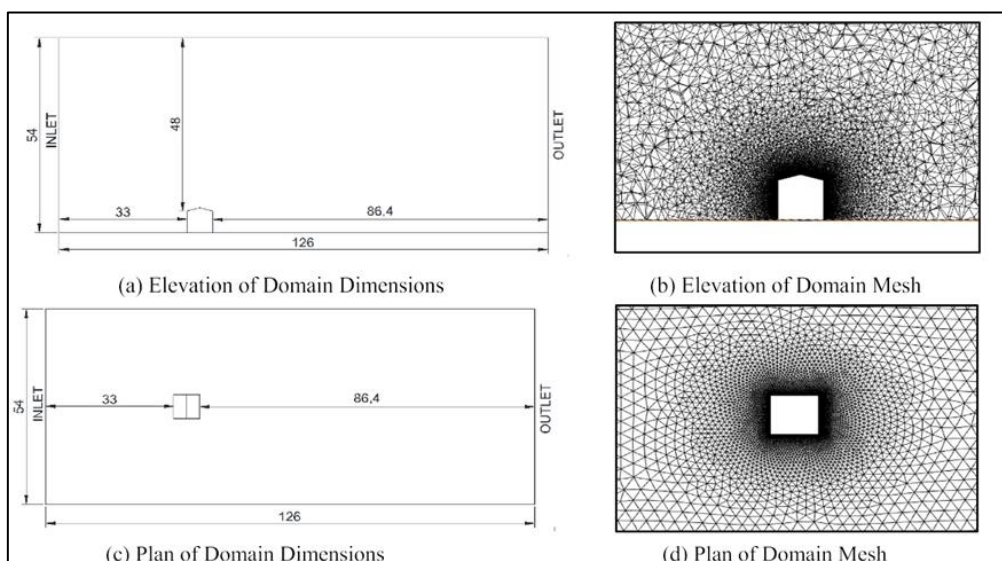 54
INLET
48
OUTLET
33
86,4
126
(a) Elevation of Domain Dimensions
(b) Elevation of Domain Mesh
54
INLET
33
86,4
OUTLET
126
(c) Plan of Domain Dimensions
(d) Plan of Domain Mesh